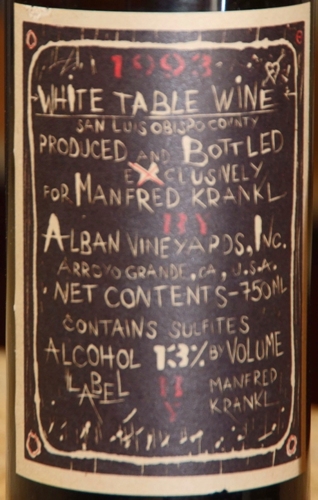 1993
WHITE TABLE WINE
SAN LUIS OBISPO COUNTY
PRODUCED AND BOTTLED
EXCLUSIVELY
FOR MANFRED KRANKL
BY
ALBAN VINEYARDS, INC.
ARROYO GRANDE, CA, U.S.A.
NET CONTENTS-750ML
CONTAINS SULFITES
ALCOHOL 13% BY VOLUME
LABEL BY MANFRED
KRANKL